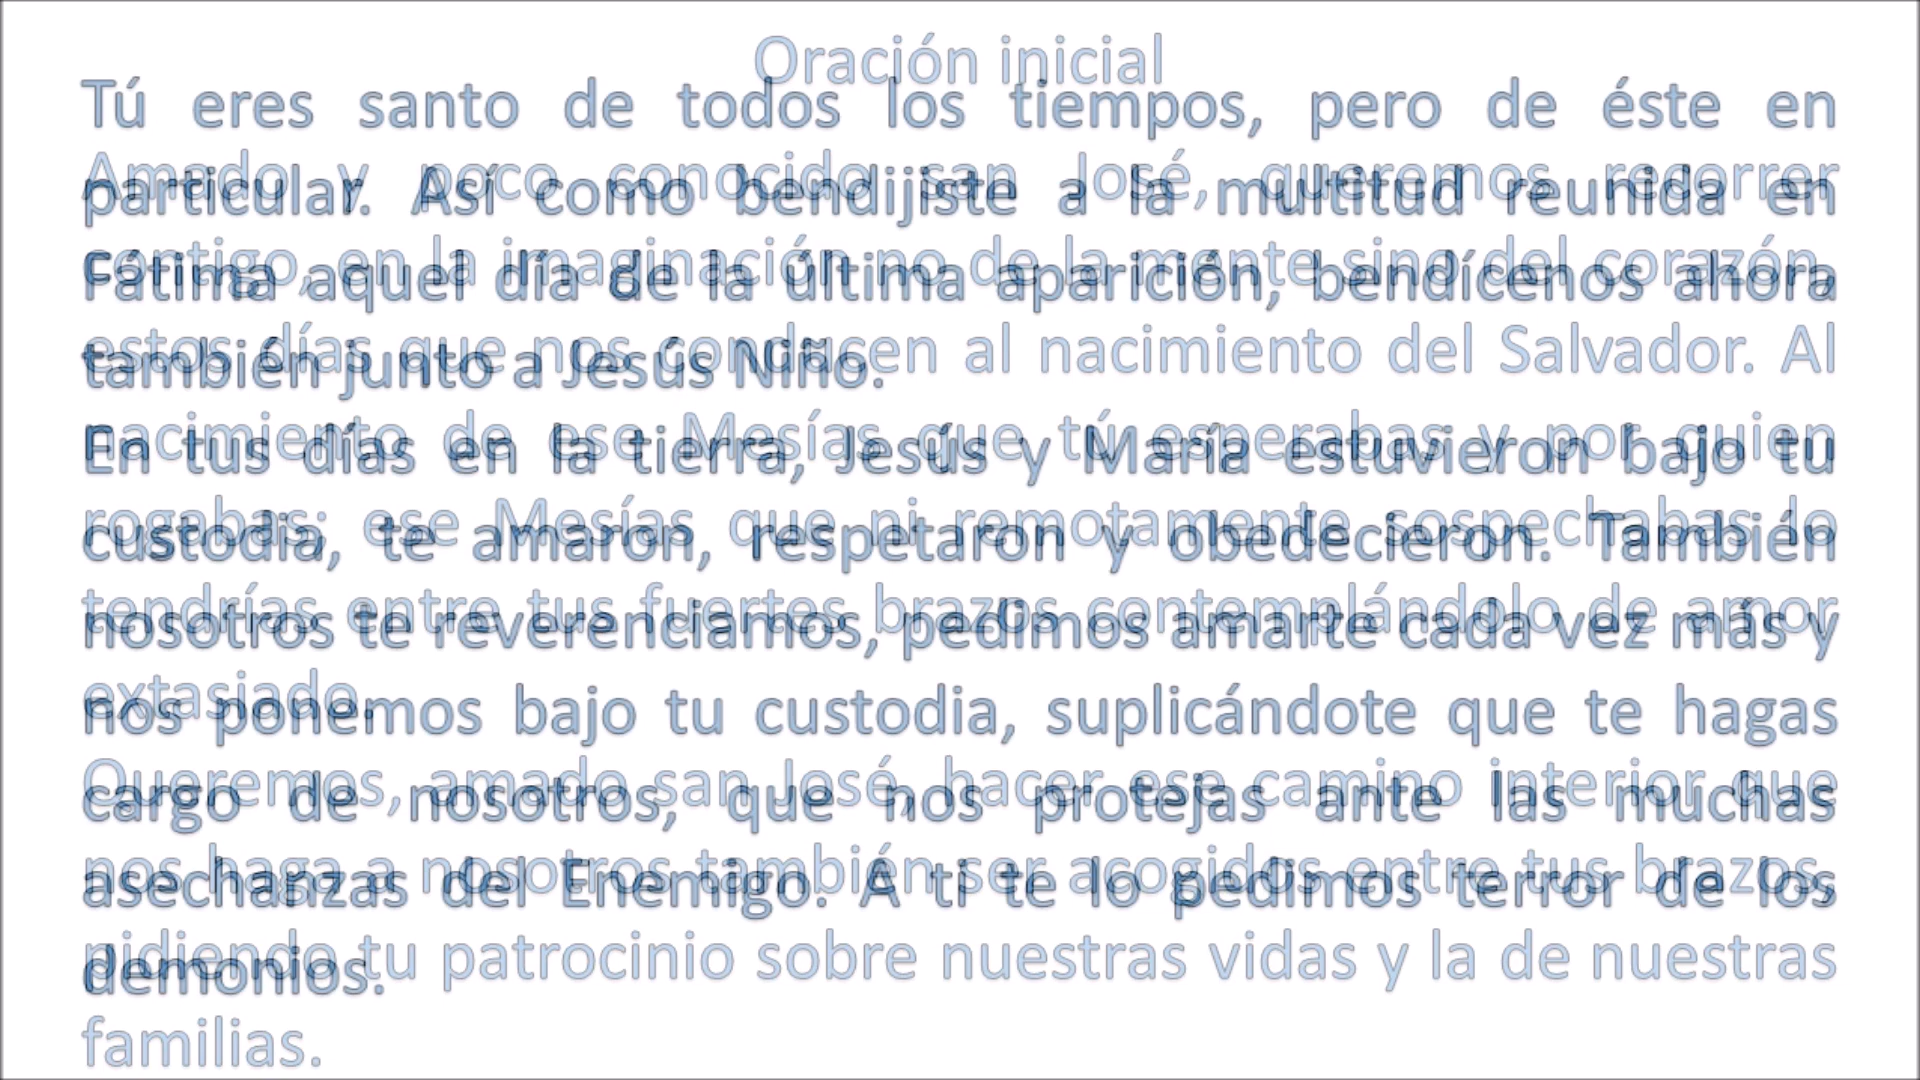 Oración inicial
Amado y poco conocido san José, queremos recorrer
contigo, en la imaginación no de la mente sino del corazón,
estos días que nos conducen al nacimiento del Salvador. Al
nacimiento de ese Mesías que tú esperabas y por quien
rogabas; ese Mesías que ni remotamente sospechabas lo
tendrías entre tus fuertes brazos contemplándolo de amor
extasiado.
Queremos, amado san José, hacer ese camino interior que
nos haga a nosotros también ser acogidos entre tus brazos,
pidiendo tu patrocinio sobre nuestras vidas y la de nuestras
familias.
Tú eres santo de todos los tiempos, pero de éste en
particular. Así como bendijiste a la multitud reunida en
Fátima aquel día de la última aparición, bendícenos ahora
también junto a Jesús Niño.
En tus días en la tierra, Jesús y María estuvieron bajo tu
custodia, te amaron, respetaron y obedecieron. También
nosotros te reverenciamos, pedimos amarte cada vez más y
nos ponemos bajo tu custodia, suplicándote que te hagas
cargo de nosotros, que nos protejas ante las muchas
asechanzas del Enemigo. A ti te lo pedimos terror de los
demonios.